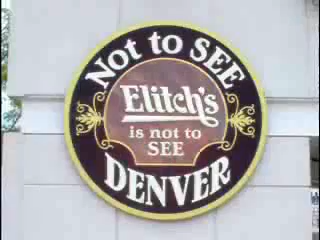 Not to SEE
Elitch's
is not to
SEE
DENVER